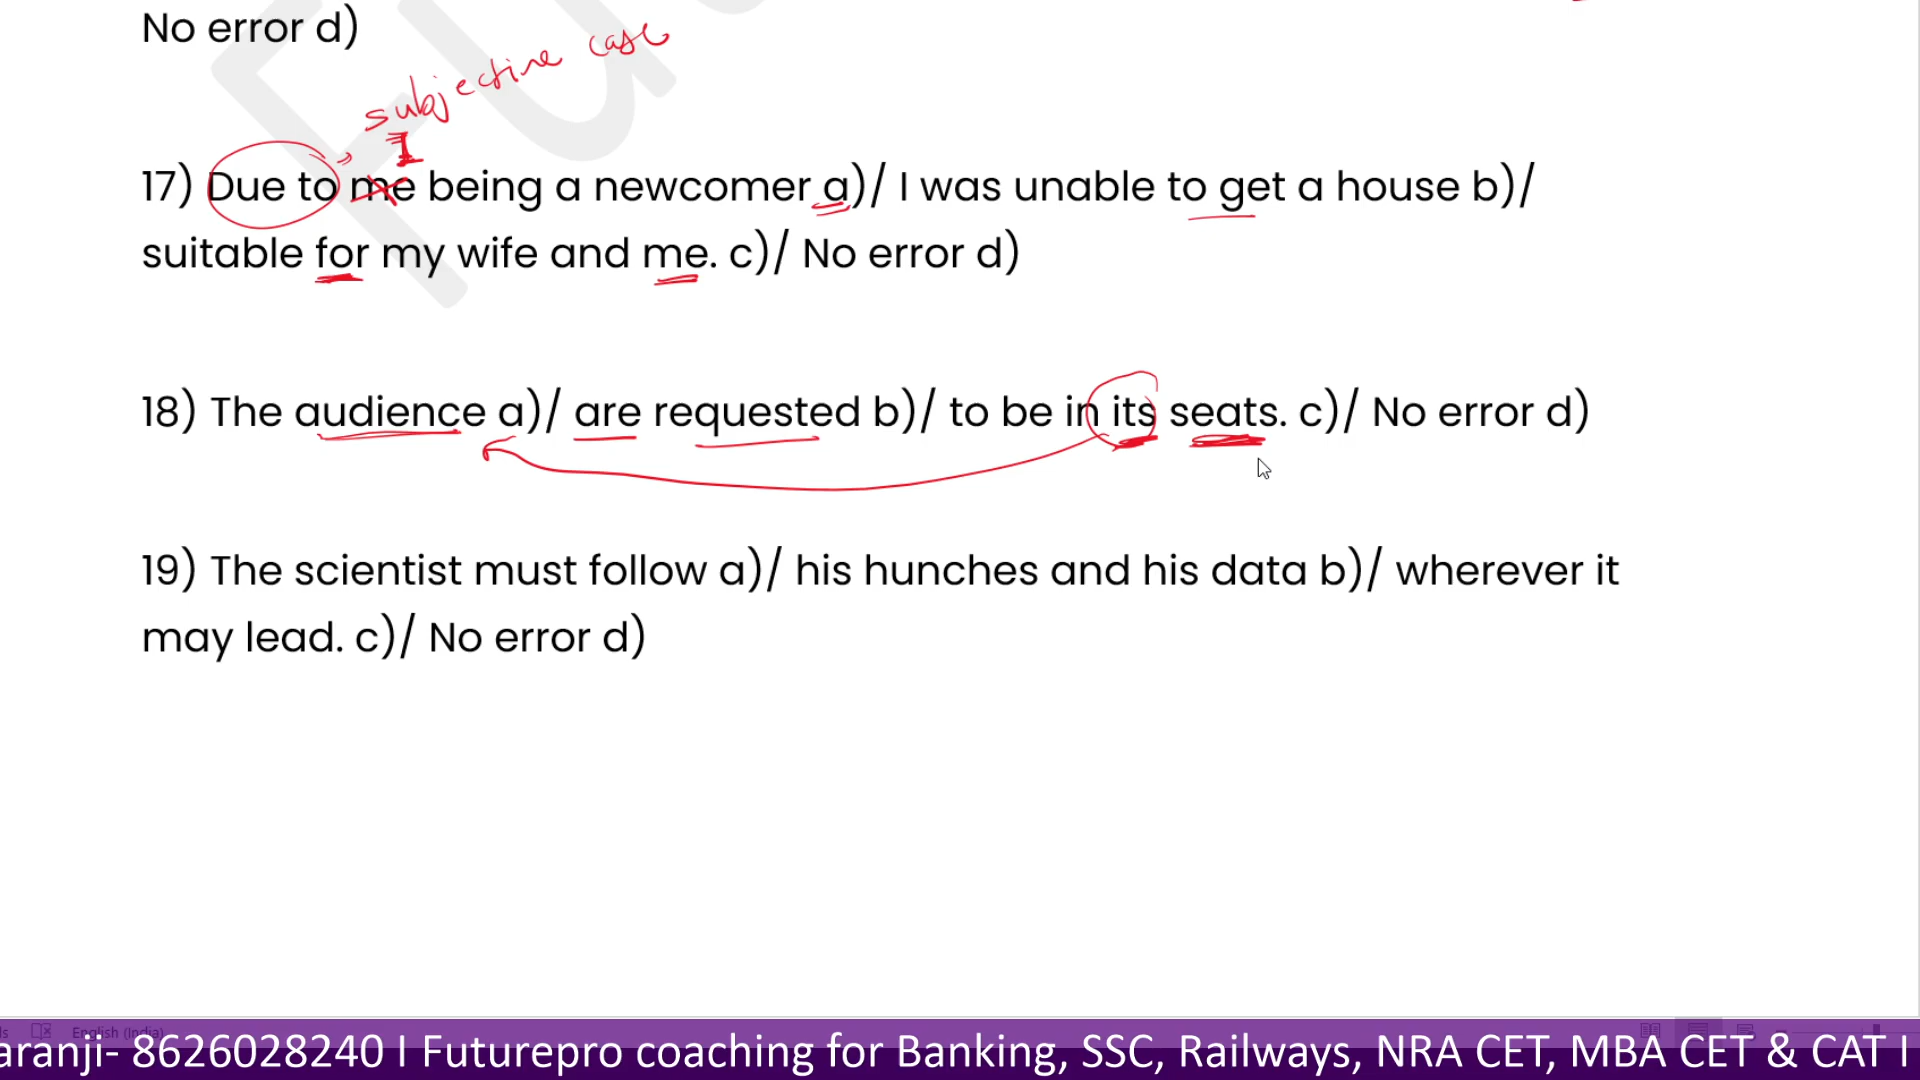 No error d)
subjective case
I
17) Due to me being a newcomer a)/ I was unable to get a house b)/
suitable for my wife and me. c)/ No error d)
18) The audience a)/ are requested b)/ to be in its seats. c)/ No error d)
19) The scientist must follow a)/ his hunches and his data b)/ wherever it
may lead. c)/ No error d)
English (India)
aranji- 8626028240 I Futurepro coaching for Banking, SSC, Railways, NRA CET, MBA CET & CAT I